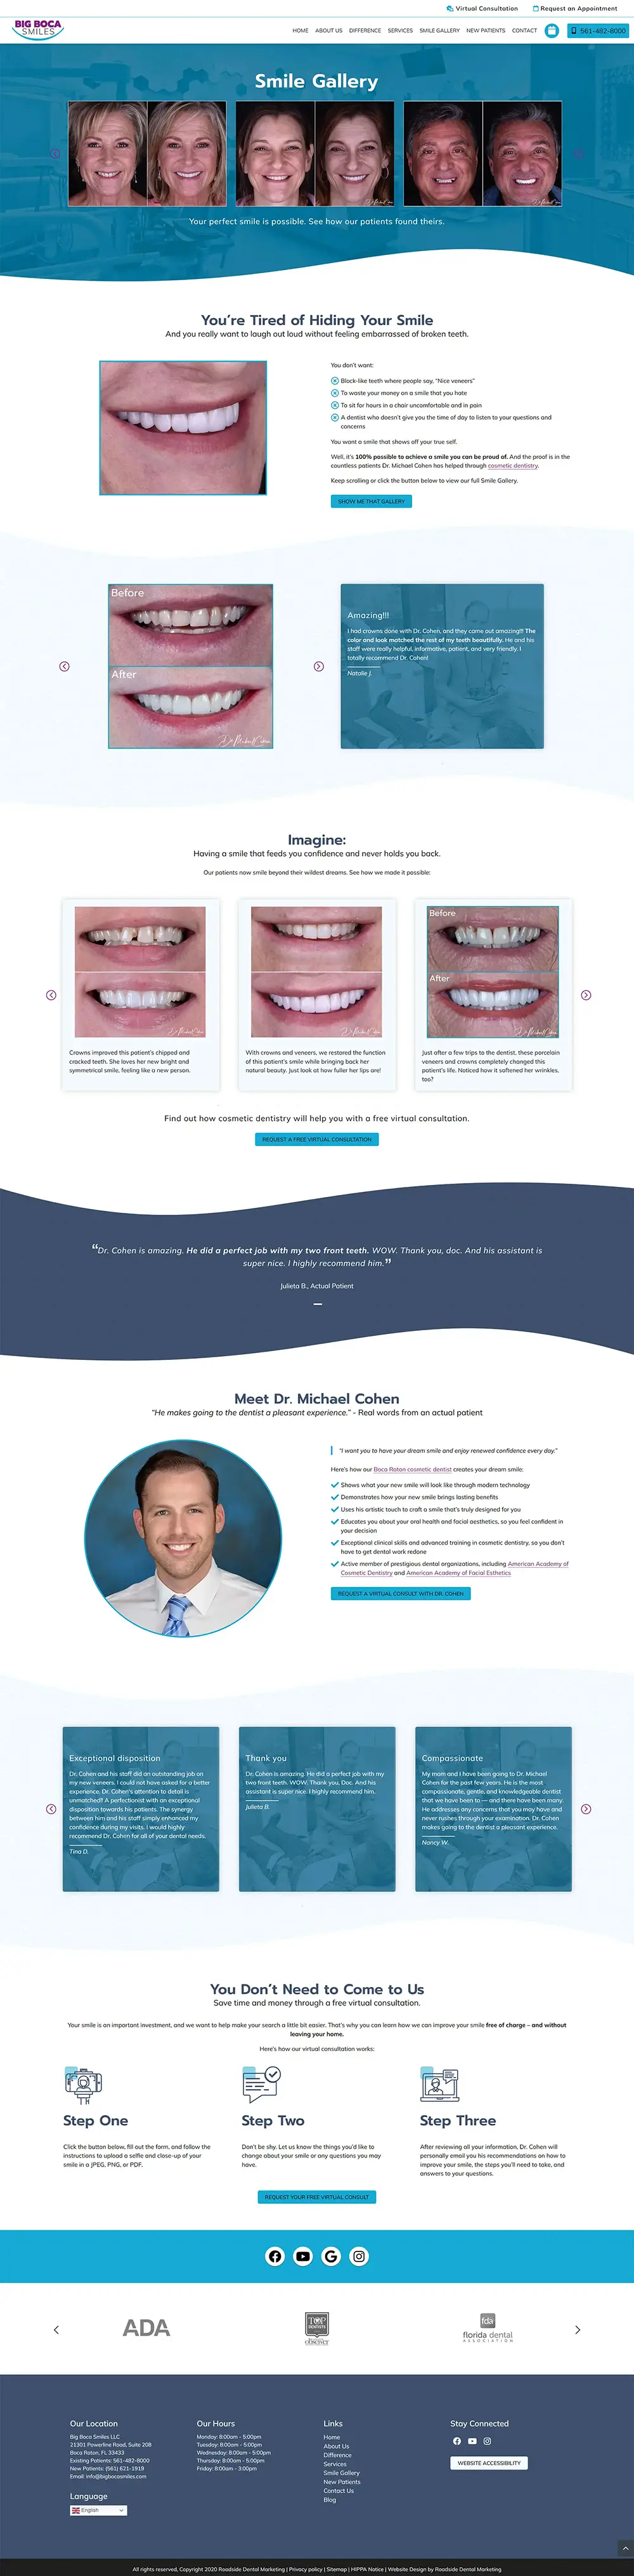 Virtual Consultation
Request an Appointment
BIG BOCA
SMILES
HOME
ABOUT US
DIFFERENCE
SERVICES
SMILE GALLERY
NEW PATIENTS
CONTACT
561-482-8000
Smile Gallery
Your perfect smile is possible. See how our patients found theirs.
You're Tired of Hiding Your Smile
And you really want to laugh out loud without feeling embarrassed of broken teeth.
You don't want:
Block-like teeth where people say, "Nice veneers"
To waste your money on a smile that you hate
To sit for hours in a chair uncomfortable and in pain
A dentist who doesn't give you the time of day to listen to your questions and
concerns
You want a smile that shows off your true self.
Well, it's 100% possible to achieve a smile you can be proud of. And the proof is in the
countless patients Dr. Michael Cohen has helped through cosmetic dentistry.
Keep scrolling or click the button below to view our full Smile Gallery.
SHOW ME THAT GALLERY
Before
After
Dr. Michael Cohen
Amazing!!!
I had crowns done with Dr. Cohen, and they came out amazing!!! The
color and look matched the rest of my teeth beautifully. He and his
staff were really helpful, informative, patient, and very friendly. I
totally recommend Dr. Cohen!
Natalie J.
Imagine:
Having a smile that feeds you confidence and never holds you back.
Our patients now smile beyond their wildest dreams. See how we made it possible:
Dr. Michael Cohen
Crowns improved this patient's chipped and
cracked teeth. She loves her new bright and
symmetrical smile, feeling like a new person.
Dr. Michael Cohen
With crowns and veneers, we restored the function
of this patient's smile while bringing back her
natural beauty. Just look at how fuller her lips are!
Before
After
Dr. Michael Cohen
Just after a few trips to the dentist, these porcelain
veneers and crowns completely changed this
patient's life. Noticed how it softened her wrinkles,
too?
Find out how cosmetic dentistry will help you with a free virtual consultation.
REQUEST A FREE VIRTUAL CONSULTATION
"Dr. Cohen is amazing. He did a perfect job with my two front teeth. WOW. Thank you, doc. And his assistant is
super nice. I highly recommend him."
Julieta B., Actual Patient
Meet Dr. Michael Cohen
"He makes going to the dentist a pleasant experience." - Real words from an actual patient
"I want you to have your dream smile and enjoy renewed confidence every day."
Here's how our Boca Raton cosmetic dentist creates your dream smile:
Shows what your new smile will look like through modern technology
Demonstrates how your new smile brings lasting benefits
Uses his artistic touch to craft a smile that's truly designed for you
Educates you about your oral health and facial aesthetics, so you feel confident in
your decision
Exceptional clinical skills and advanced training in cosmetic dentistry, so you don't
have to get dental work redone
Active member of prestigious dental organizations, including American Academy of
Cosmetic Dentistry and American Academy of Facial Esthetics
REQUEST A VIRTUAL CONSULT WITH DR. COHEN
Exceptional disposition
Dr. Cohen and his staff did an outstanding job on
my new veneers. I could not have asked for a better
experience. Dr. Cohen's attention to detail is
unmatched!! A perfectionist with an exceptional
disposition towards his patients. The synergy
between him and his staff simply enhanced my
confidence during my visits. I would highly
recommend Dr. Cohen for all of your dental needs.
Tina D.
Thank you
Dr. Cohen is amazing. He did a perfect job with my
two front teeth. WOW. Thank you, Doc. And his
assistant is super nice. I highly recommend him.
Julieta B.
Compassionate
My mom and I have been going to Dr. Michael
Cohen for the past few years. He is the most
compassionate, gentle, and knowledgeable dentist
that we have been to — and there have been many.
He addresses any concerns that you may have and
never rushes through your examination. Dr. Cohen
makes going to the dentist a pleasant experience.
Nancy W.
You Don't Need to Come to Us
Save time and money through a free virtual consultation.
Your smile is an important investment, and we want to help make your search a little bit easier. That's why you can learn how we can improve your smile free of charge – and without
leaving your home.
Here's how our virtual consultation works:
Step One
Click the button below, fill out the form, and follow the
instructions to upload a selfie and close-up of your
smile in a JPEG, PNG, or PDF.
Step Two
Don't be shy. Let us know the things you'd like to
change about your smile or any questions you may
have.
Step Three
After reviewing all your information, Dr. Cohen will
personally email you his recommendations on how to
improve your smile, the steps you'll need to take, and
answers to your questions.
REQUEST YOUR FREE VIRTUAL CONSULT
ADA
TOP
DENTISTS
observer
fda
florida dental
ASSOCIATION
Our Location
Big Boca Smiles LLC
21301 Powerline Road, Suite 208
Boca Raton, FL 33433
Existing Patients: 561-482-8000
New Patients: (561) 621-1919
Email: info@bigbocasmiles.com
Language
English
Our Hours
Monday: 8:00am - 5:00pm
Tuesday: 8:00am - 5:00pm
Wednesday: 8:00am - 5:00pm
Thursday: 8:00am - 5:00pm
Friday: 8:00am - 3:00pm
Links
Home
About Us
Difference
Services
Smile Gallery
New Patients
Contact Us
Blog
Stay Connected
WEBSITE ACCESSIBILITY
All rights reserved, Copyright 2020 Roadside Dental Marketing | Privacy policy | Sitemap | HIPPA Notice | Website Design by Roadside Dental Marketing